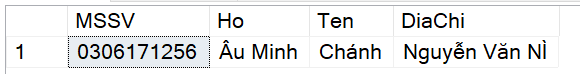 MSSV Ho Ten DiaChi
1 0306171256 Âu Minh Chánh Nguyễn Văn NÌ